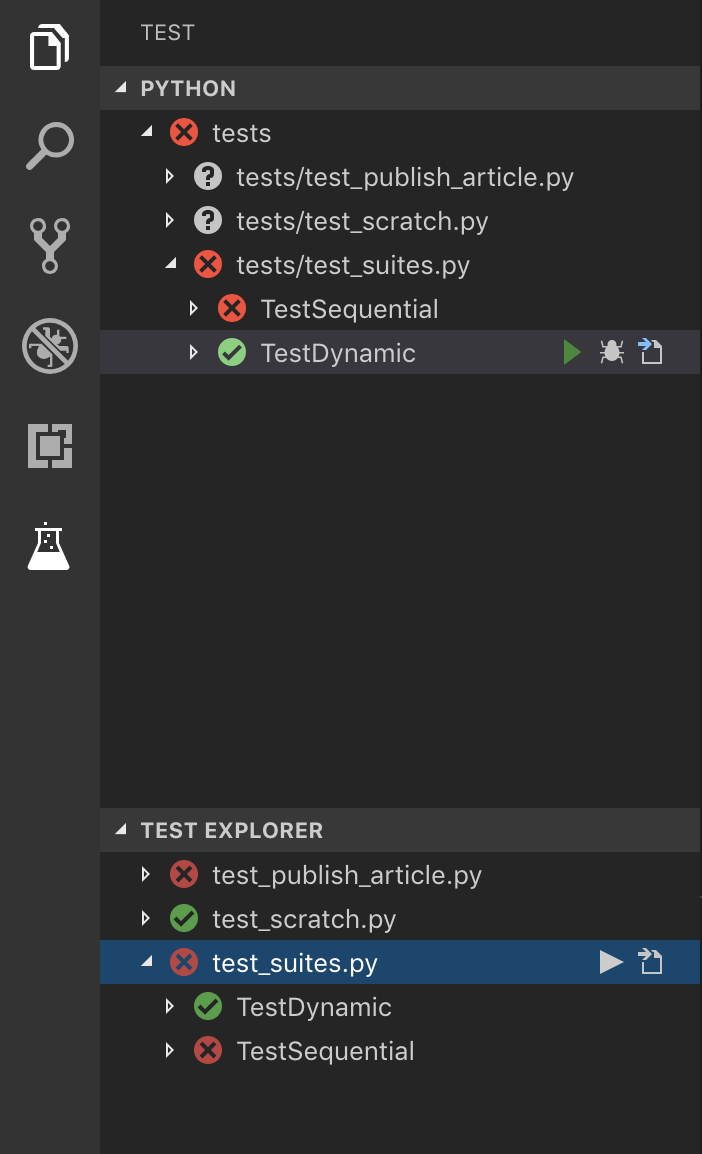 TEST
PYTHON
tests
tests/test_publish_article.py
tests/test_scratch.py
tests/test_suites.py
TestSequential
TestDynamic
TEST EXPLORER
test_publish_article.py
test_scratch.py
test_suites.py
TestDynamic
TestSequential